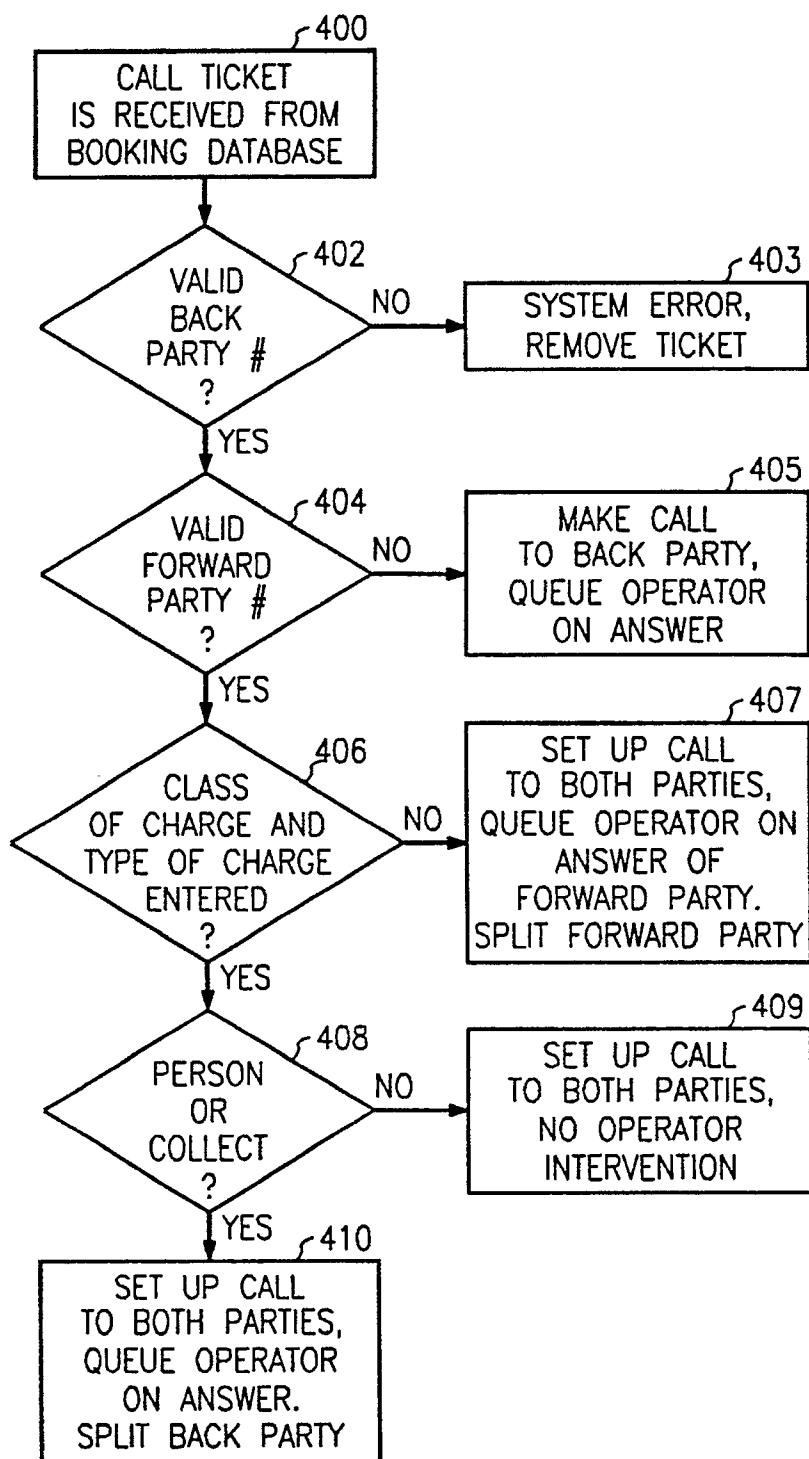 400
CALL TICKET
IS RECEIVED FROM
BOOKING DATABASE
402
VALID
BACK
PARTY #
?
NO
403
SYSTEM ERROR,
REMOVE TICKET
YES
404
VALID
FORWARD
PARTY #
?
NO
405
MAKE CALL
TO BACK PARTY,
QUEUE OPERATOR
ON ANSWER
YES
406
CLASS
OF CHARGE AND
TYPE OF CHARGE
ENTERED
?
NO
407
SET UP CALL
TO BOTH PARTIES,
QUEUE OPERATOR ON
ANSWER OF
FORWARD PARTY.
SPLIT FORWARD PARTY
YES
408
PERSON
OR
COLLECT
?
NO
409
SET UP CALL
TO BOTH PARTIES,
NO OPERATOR
INTERVENTION
YES
410
SET UP CALL
TO BOTH PARTIES,
QUEUE OPERATOR
ON ANSWER.
SPLIT BACK PARTY